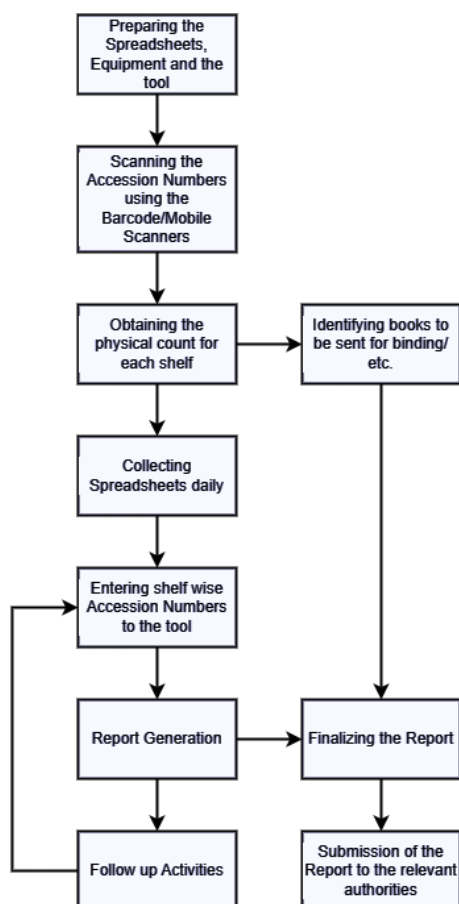 Preparing the
Spreadsheets,
Equipment and the
tool
Scanning the
Accession Numbers
using the
Barcode/Mobile
Scanners
Obtaining the
physical count for
each shelf
Identifying books to
be sent for binding/
etc.
Collecting
Spreadsheets daily
Entering shelf wise
Accession Numbers
to the tool
Report Generation
Finalizing the Report
Follow up Activities
Submission of the
Report to the relevant
authorities